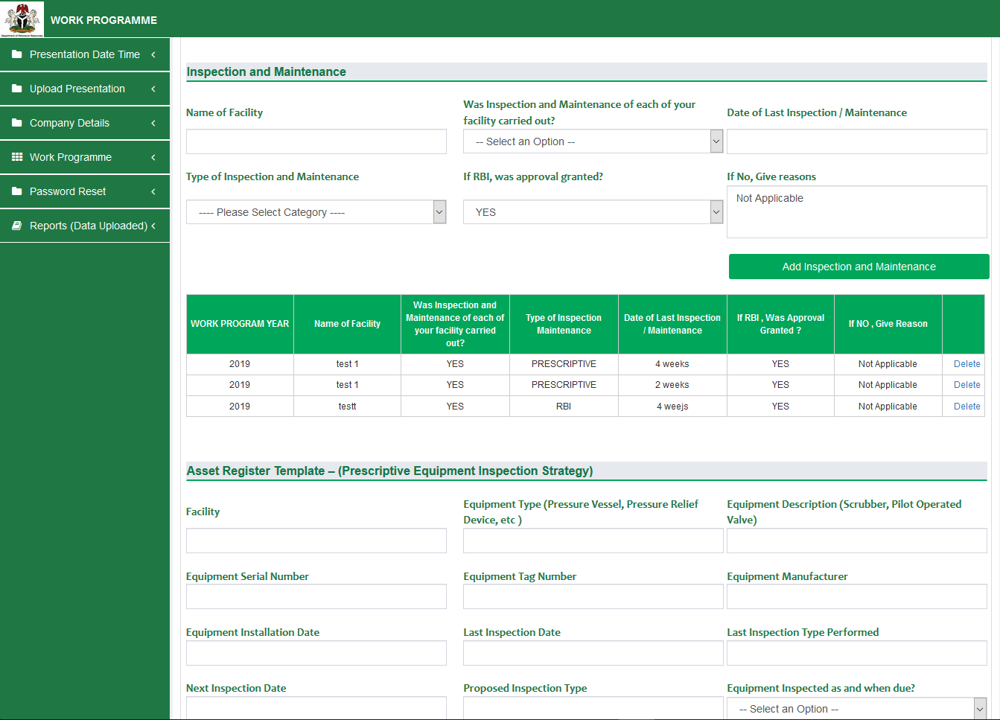 WORK PROGRAMME
Department of Petroleum Resources
Presentation Date Time
Upload Presentation
Company Details
Work Programme
Password Reset
Reports (Data Uploaded)
Inspection and Maintenance
Name of Facility
Was Inspection and Maintenance of each of your
facility carried out?
-- Select an Option --
Date of Last Inspection / Maintenance
Type of Inspection and Maintenance
---- Please Select Category ----
If RBI, was approval granted?
YES
If No, Give reasons
Not Applicable
Add Inspection and Maintenance
WORK PROGRAM YEAR
Name of Facility
Was Inspection and
Maintenance of each of
your facility carried
out?
Type of Inspection
Maintenance
Date of Last Inspection
/ Maintenance
If RBI , Was Approval
Granted ?
If NO , Give Reason
2019 test 1 YES PRESCRIPTIVE 4 weeks YES Not Applicable Delete
2019 test 1 YES PRESCRIPTIVE 2 weeks YES Not Applicable Delete
2019 testt YES RBI 4 weejs YES Not Applicable Delete
Asset Register Template – (Prescriptive Equipment Inspection Strategy)
Facility
Equipment Type (Pressure Vessel, Pressure Relief
Device, etc )
Equipment Description (Scrubber, Pilot Operated
Valve)
Equipment Serial Number
Equipment Tag Number
Equipment Manufacturer
Equipment Installation Date
Last Inspection Date
Last Inspection Type Performed
Next Inspection Date
Proposed Inspection Type
Equipment Inspected as and when due?
-- Select an Option --